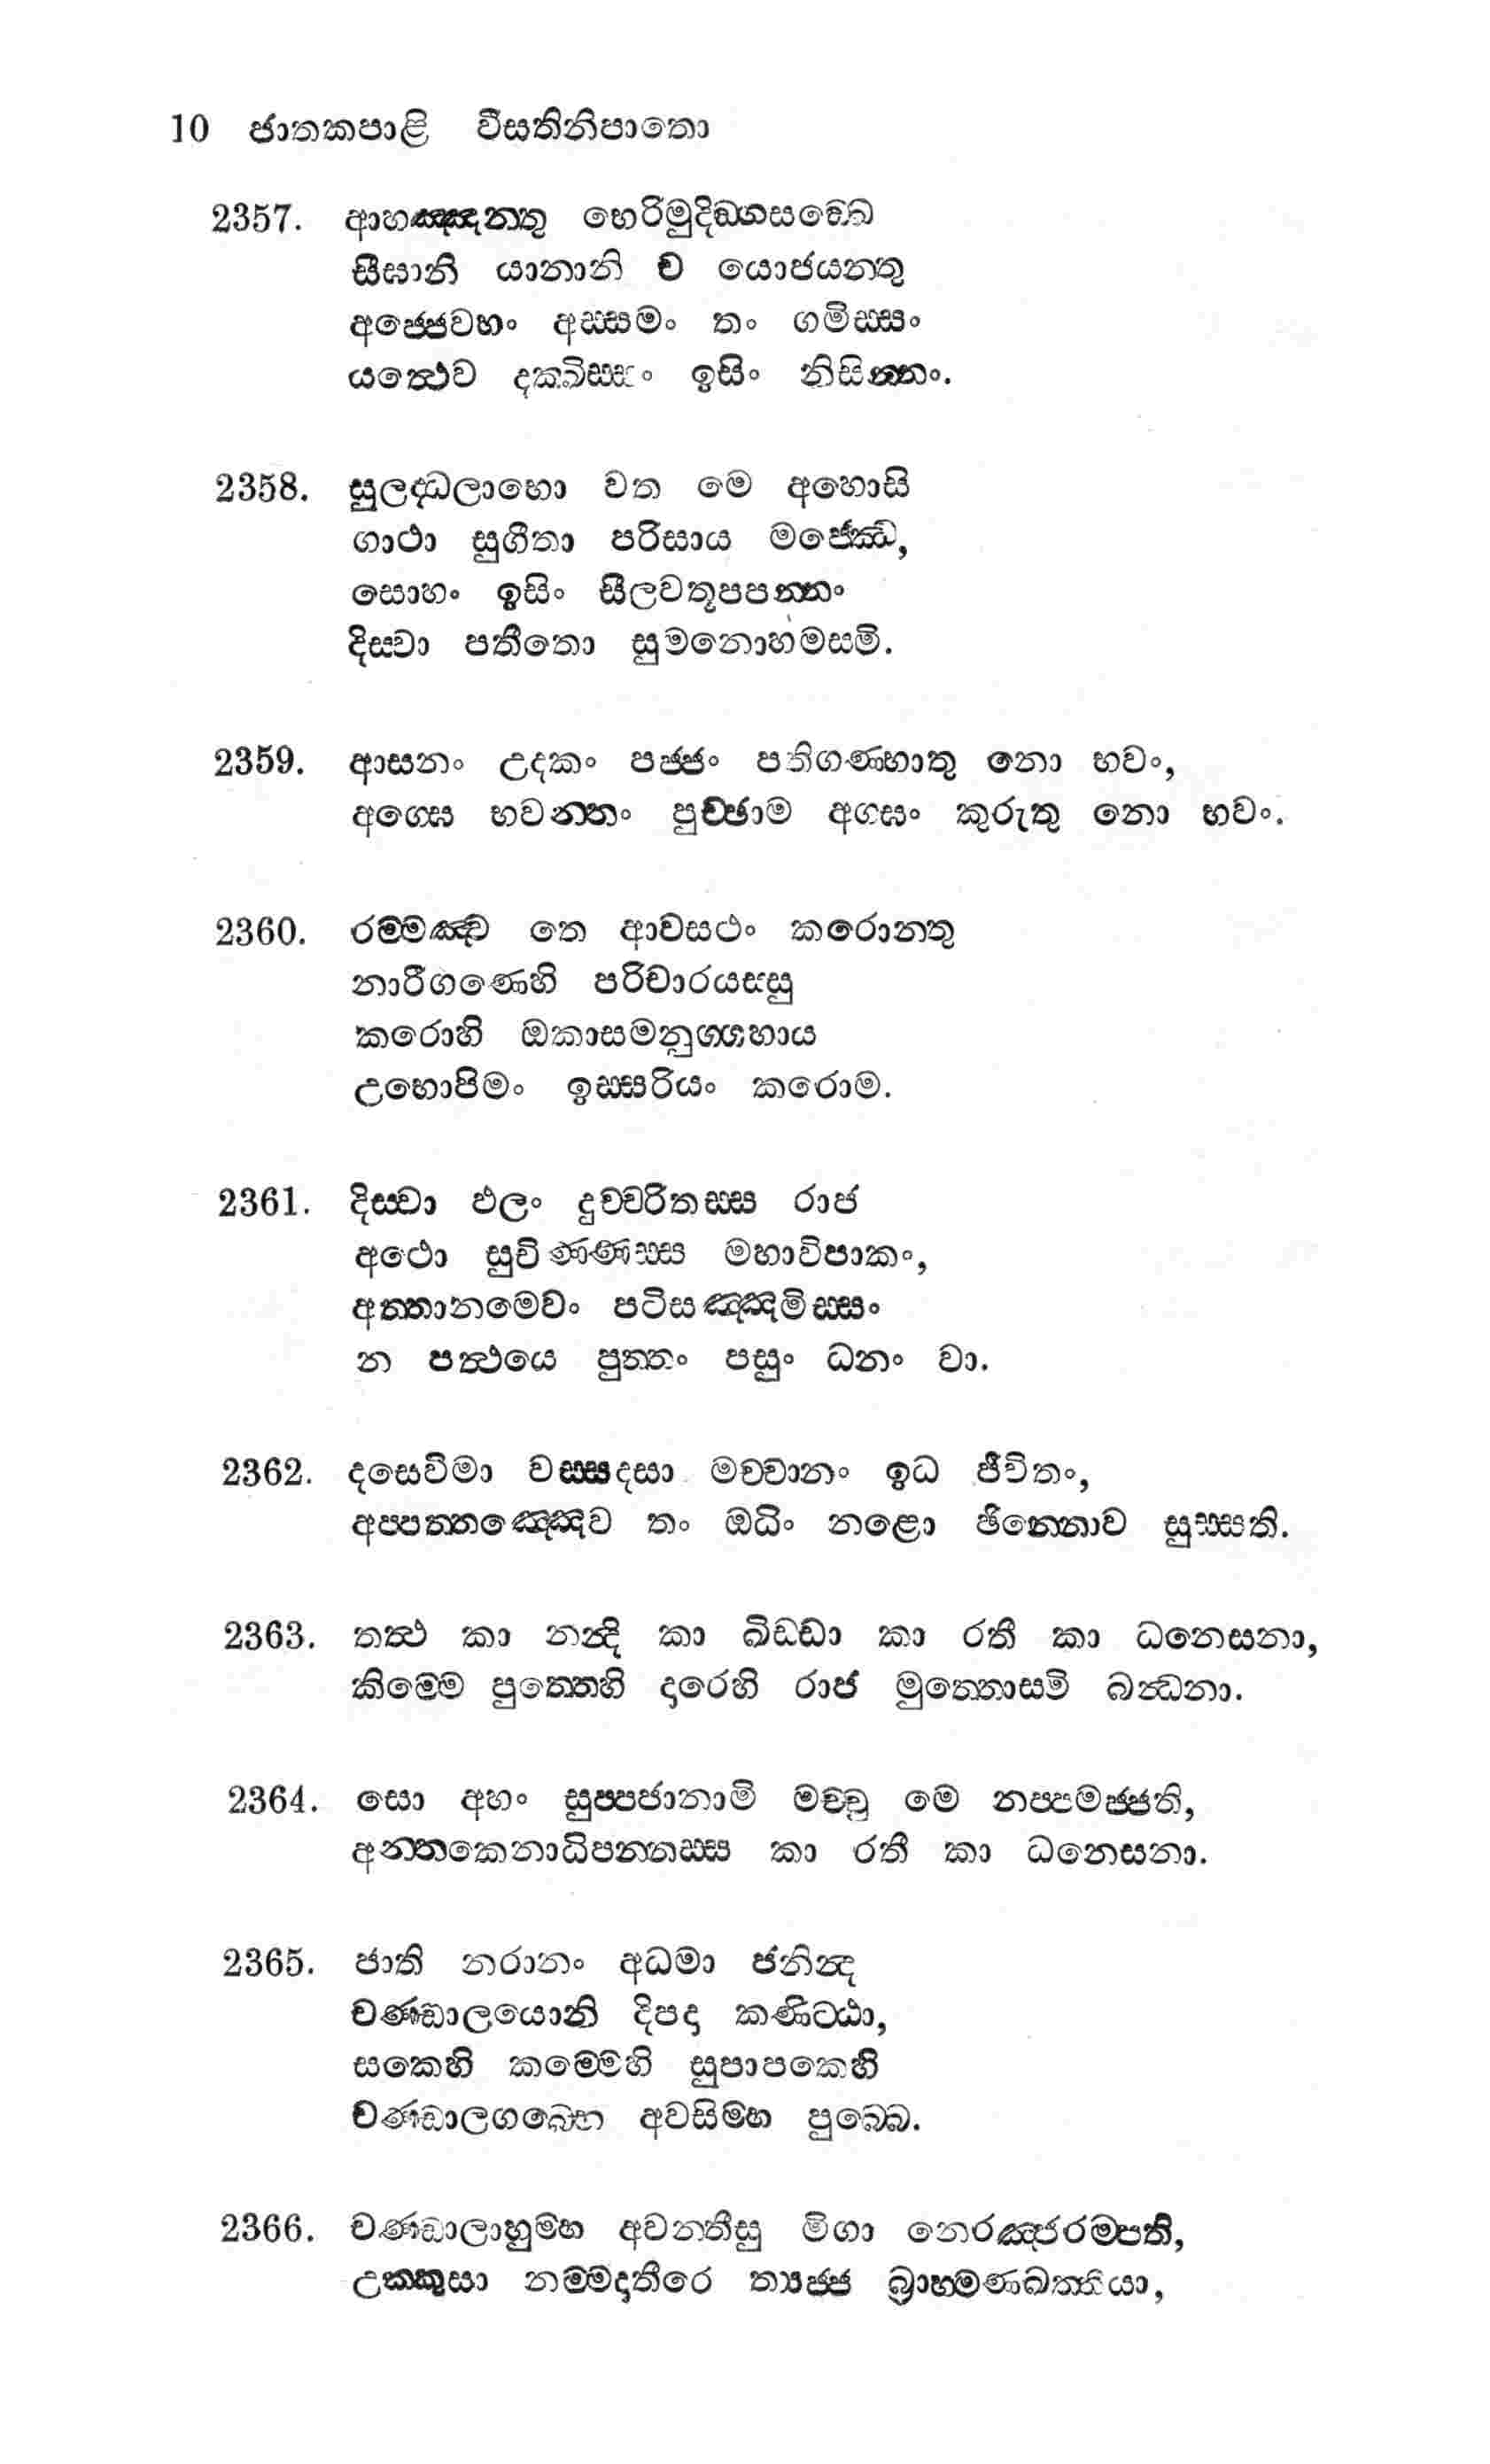 10 ජාතකපාළි වීසතිනිපාතො
2357. ආහඤ්ඤන්තු භෙරිමුදිඞ්ගසඞ්ඛෙ
සීඝානි යානානි ච යොජයන්තු
අජ්ජෙවහං අස්සමං තං ගමිස්සං
යත්ථෙව දක්ඛිස්සං ඉසිං නිසින්නං.
2358. සුලද්ධලාභො වත මෙ අහොසි
ගාථා සුගීතා පරිසාය මජ්ඣෙ,
සොහං ඉසිං සීලවතූපපන්නං
දිස්වා පතීතො සුමනොහමස්මි.
2359. ආසනං උදකං පජ්ජං පතිගණ්හාතු නො භවං,
අග්ඝෙ භවන්තං පුච්ඡාම අග්ඝං කුරුතු නො භවං.
2360. රම්මඤ්ච තෙ ආවසථං කරොන්තු
නාරීගණෙහි පරිචාරයස්සු
කරොහි ඔකාසමනුග්ගහාය
උභොපිමං ඉස්සරියං කරොම.
2361. දිස්වා ඵලං දුච්චරිතස්ස රාජ
අථො සුචිණ්ණස්ස මහාවිපාකං,
අත්තානමෙවං පටිසඤ්ඤමිස්සං
න පත්ථයෙ පුත්තං පසුං ධනං වා.
2362. දසෙවිමා වස්සදසා මච්චානං ඉධ ජීවිතං,
අප්පත්තඤ්ඤෙව තං ඔධිං නළො ඡින්නොව සුස්සති.
2363. තත්ථ කා නන්දි කා ඛිඩ්ඩා කා රතී කා ධනෙසනා,
කිම්මෙ පුත්තෙහි දාරෙහි රාජ මුත්තොස්මි බන්ධනා.
2364. සො අහං සුප්පජානාමි මච්චු මෙ නප්පමජ්ජති,
අන්තකෙනාධිපන්නස්ස කා රතී කා ධනෙසනා.
2365. ජාති නරානං අධමා ජනින්ද
චණ්ඩාලයොනි දිපදා කණිට්ඨා,
සකෙහි කම්මෙහි සුපාපකෙහි
චණ්ඩාලගබ්භෙ අවසිම්හ පුබ්බෙ.
2366. චණ්ඩාලාහුම්හ අවන්තීසු මිගා නෙරඤ්ජරම්පති,
උක්කුසා නම්මදාතීරෙ ත්‍යජ්ජ බ්‍රාහ්මණඛත්තියා,